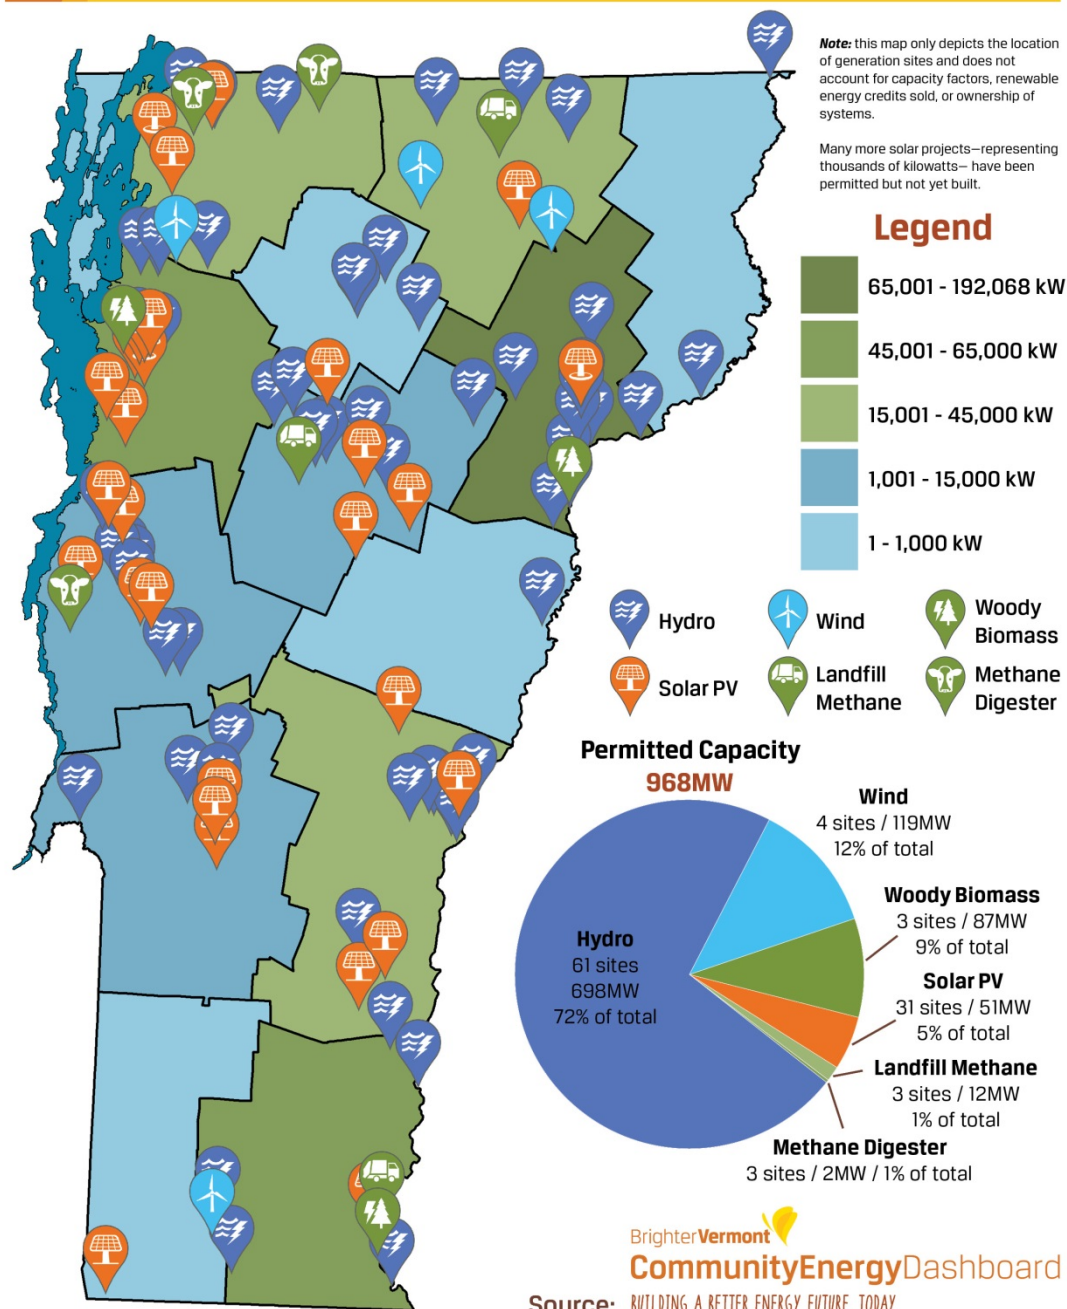 Note: this map only depicts the location
of generation sites and does not
account for capacity factors, renewable
energy credits sold, or ownership of
systems.
Many more solar projects—representing
thousands of kilowatts— have been
permitted but not yet built.
Legend
65,001 - 192,068 kW
45,001 - 65,000 kW
15,001 - 45,000 kW
1,001 - 15,000 kW
1 - 1,000 kW
Hydro
Wind
Woody
Biomass
Solar PV
Landfill
Methane
Methane
Digester
Permitted Capacity
968MW
Wind
4 sites / 119MW
12% of total
Woody Biomass
3 sites / 87MW
9% of total
Hydro
61 sites
698MW
72% of total
Solar PV
31 sites / 51MW
5% of total
Landfill Methane
3 sites / 12MW
1% of total
Methane Digester
3 sites / 2MW / 1% of total
BrighterVermont
CommunityEnergyDashboard
Source: BUILDING A BETTER ENERGY FUTURE, TODAY